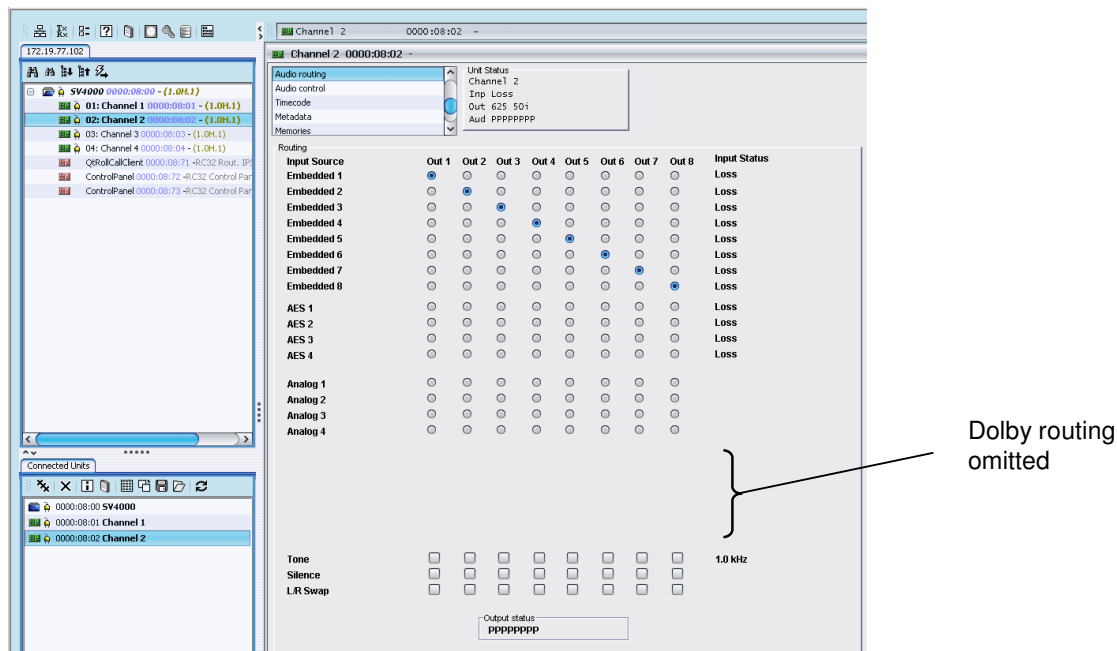 Channel 2 0000:08:02 -
172.19.77.102
Channel 2 0000:08:02 -
SV4000 0000:08:00 - (1.0H.1)
01: Channel 1 0000:08:01 - (1.0H.1)
02: Channel 2 0000:08:02 - (1.0H.1)
03: Channel 3 0000:08:03 - (1.0H.1)
04: Channel 4 0000:08:04 - (1.0H.1)
QtRollCallClient 0000:08:71 -RC32 Rout. IPS
ControlPanel 0000:08:72 -RC32 Control Par
ControlPanel 0000:08:73 -RC32 Control Par
Connected Units
0000:08:00 SV4000
0000:08:01 Channel 1
0000:08:02 Channel 2
Audio routing
Audio control
Timecode
Metadata
Memories
Unit Status
Channel 2
Inp Loss
Out 625 50i
Aud PPPPPPPP
Routing
Input Source Out 1 Out 2 Out 3 Out 4 Out 5 Out 6 Out 7 Out 8 Input Status
Embedded 1 Loss
Embedded 2 Loss
Embedded 3 Loss
Embedded 4 Loss
Embedded 5 Loss
Embedded 6 Loss
Embedded 7 Loss
Embedded 8 Loss
AES 1 Loss
AES 2 Loss
AES 3 Loss
AES 4 Loss
Analog 1
Analog 2
Analog 3
Analog 4
Dolby routing
omitted
Tone 1.0 kHz
Silence
L/R Swap
Output status
PPPPPPPP